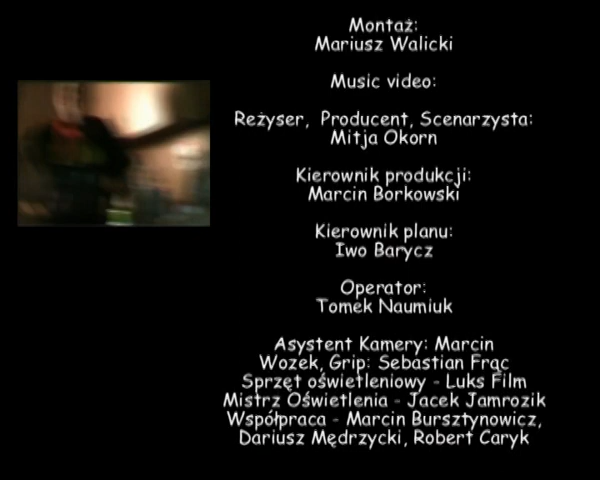 Montaż:
Mariusz Walicki
Music video:
Reżyser, Producent, Scenarzysta:
Mitja Okorn
Kierownik produkcji:
Marcin Borkowski
Kierownik planu:
Iwo Barycz
Operator:
Tomek Naumiuk
Asystent Kamery: Marcin
Wozek, Grip: Sebastian Frąc
Sprzęt oświetleniowy - Luks Film
Mistrz Oświetlenia - Jacek Jamrozik
Współpraca - Marcin Bursztynowicz,
Dariusz Mędrzycki, Robert Caryk